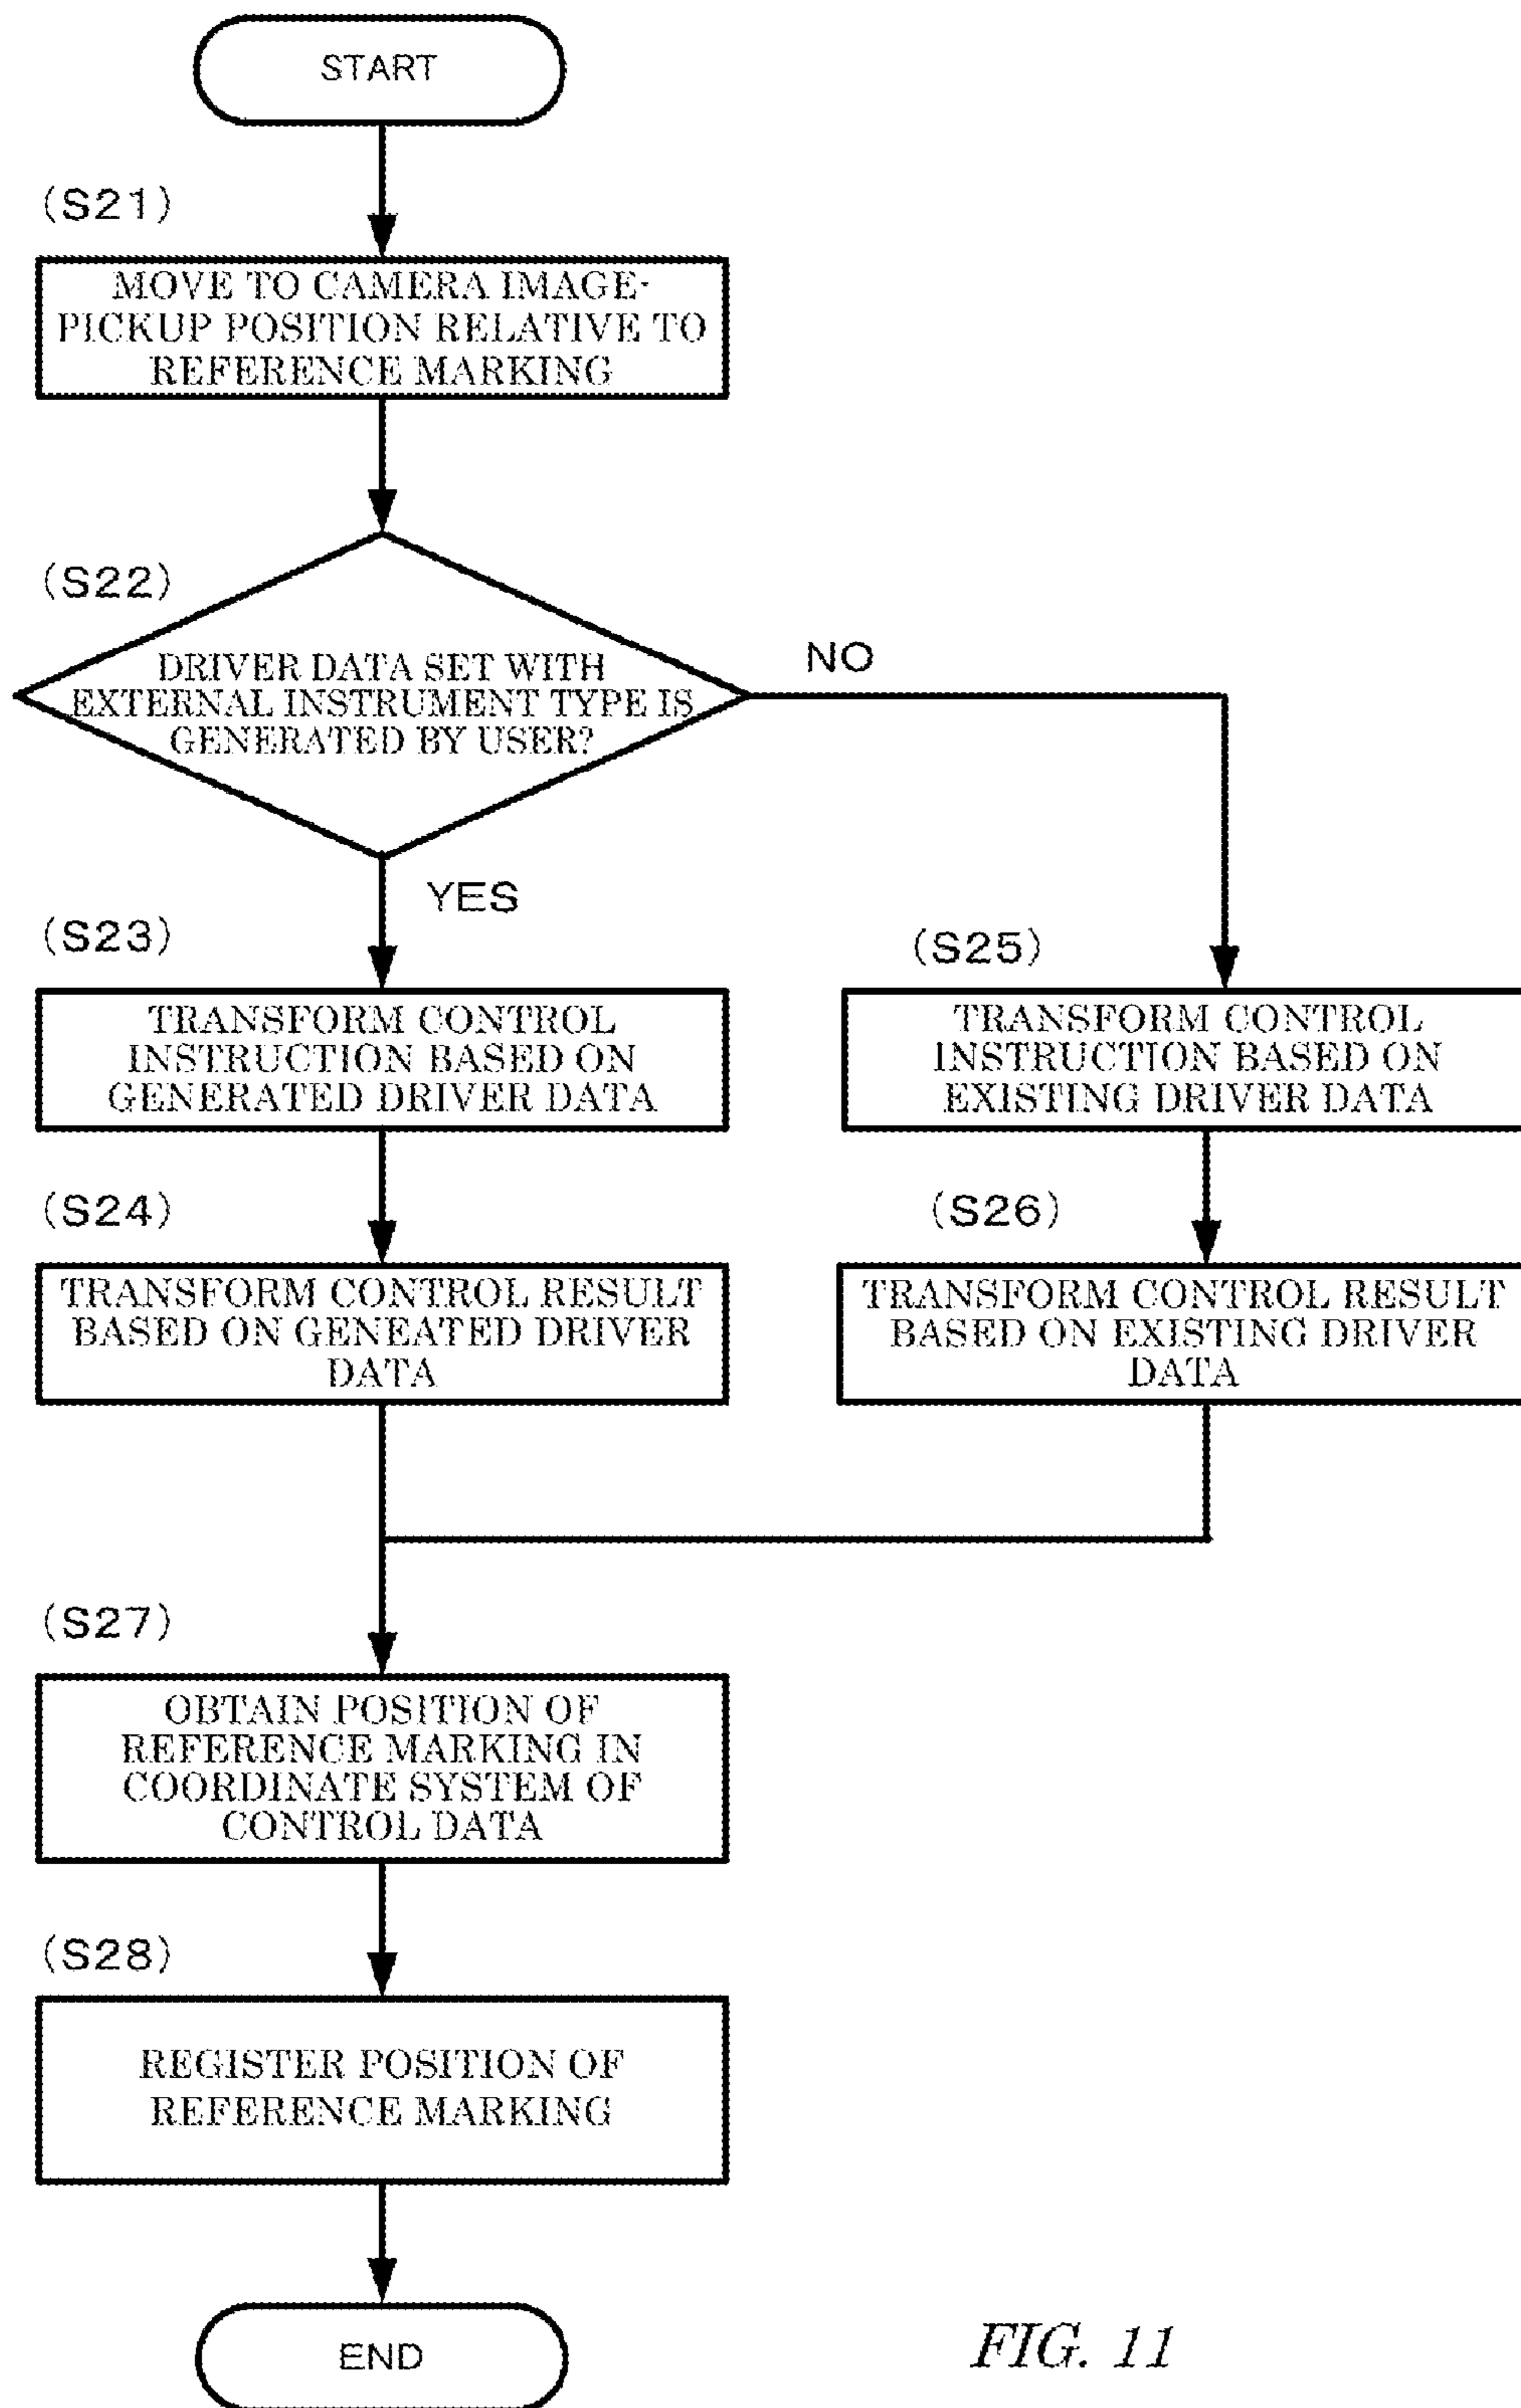 START
(S21)
MOVE TO CAMERA IMAGE-
PICKUP POSITION RELATIVE TO
REFERENCE MARKING
(S22)
DRIVER DATA SET WITH
EXTERNAL INSTRUMENT TYPE IS
GENERATED BY USER?
NO
YES
(S23)
TRANSFORM CONTROL
INSTRUCTION BASED ON
GENERATED DRIVER DATA
(S25)
TRANSFORM CONTROL
INSTRUCTION BASED ON
EXISTING DRIVER DATA
(S24)
TRANSFORM CONTROL RESULT
BASED ON GENEATED DRIVER
DATA
(S26)
TRANSFORM CONTROL RESULT
BASED ON EXISTING DRIVER
DATA
(S27)
OBTAIN POSITION OF
REFERENCE MARKING IN
COORDINATE SYSTEM OF
CONTROL DATA
(S28)
REGISTER POSITION OF
REFERENCE MARKING
END
FIG. 11